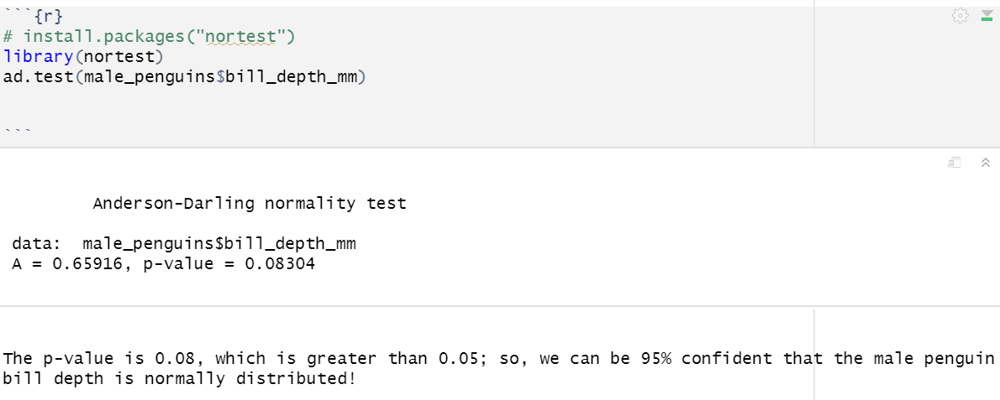 ```{r}
# install.packages("nortest")
library(nortest)
ad.test(male_penguins$bill_depth_mm)
```
Anderson-Darling normality test
data:  male_penguins$bill_depth_mm
A = 0.65916, p-value = 0.08304
The p-value is 0.08, which is greater than 0.05; so, we can be 95% confident that the male penguin
bill depth is normally distributed!